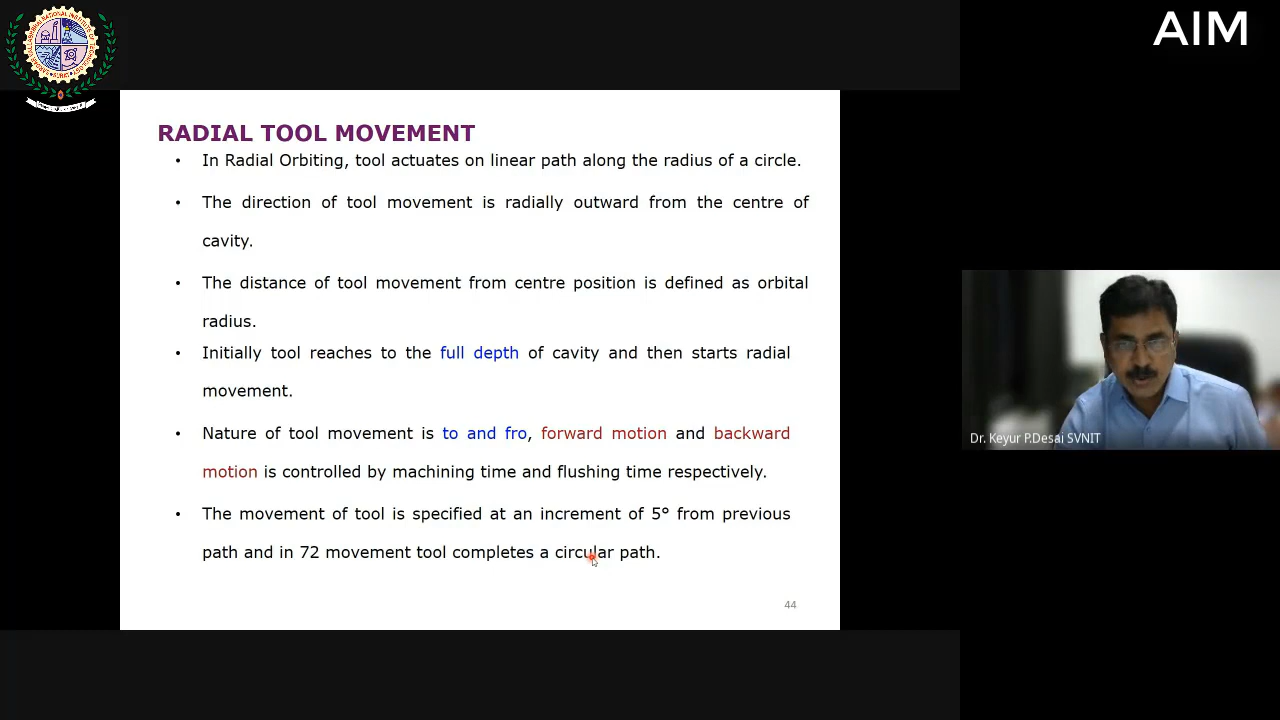 AIM
RADIAL TOOL MOVEMENT
• In Radial Orbiting, tool actuates on linear path along the radius of a circle.
• The direction of tool movement is radially outward from the centre of
cavity.
• The distance of tool movement from centre position is defined as orbital
radius.
• Initially tool reaches to the full depth of cavity and then starts radial
movement.
• Nature of tool movement is to and fro, forward motion and backward
motion is controlled by machining time and flushing time respectively.
• The movement of tool is specified at an increment of 5° from previous
path and in 72 movement tool completes a circular path.
44
Dr. Keyur P.Desai SVNIT